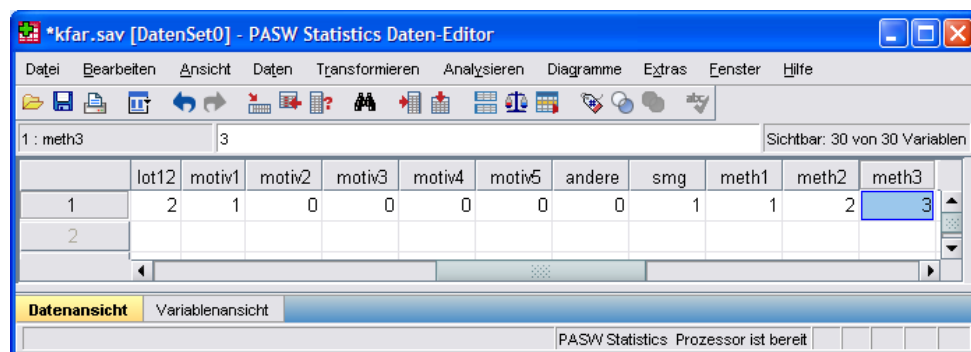 *kfar.sav [DatenSet0] - PASW Statistics Daten-Editor
Datei Bearbeiten Ansicht Daten Transformieren Analysieren Diagramme Extras Fenster Hilfe
1 : meth3 3 Sichtbar: 30 von 30 Variablen
lot12 motiv1 motiv2 motiv3 motiv4 motiv5 andere smg meth1 meth2 meth3
1 2 1 0 0 0 0 0 1 1 2 3
2
Datenansicht Variablenansicht
PASW Statistics Prozessor ist bereit